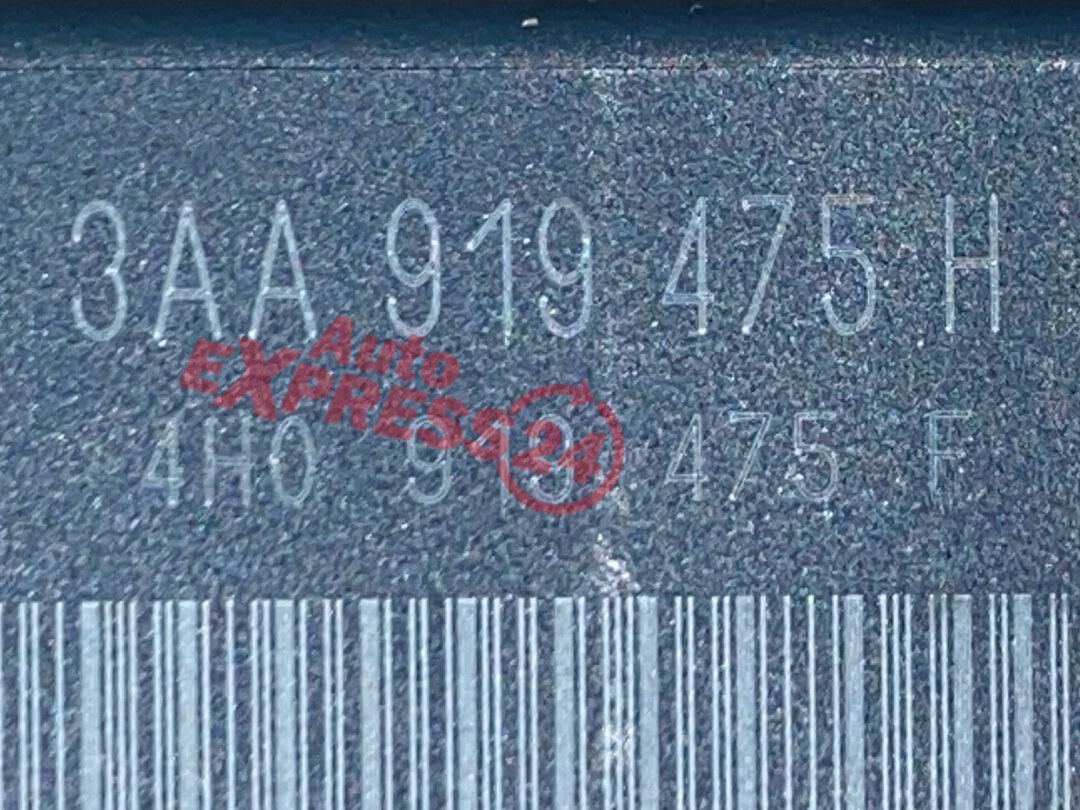 3AA 919 475 H
Auto
EXPRESS24
4H0 919 475 F